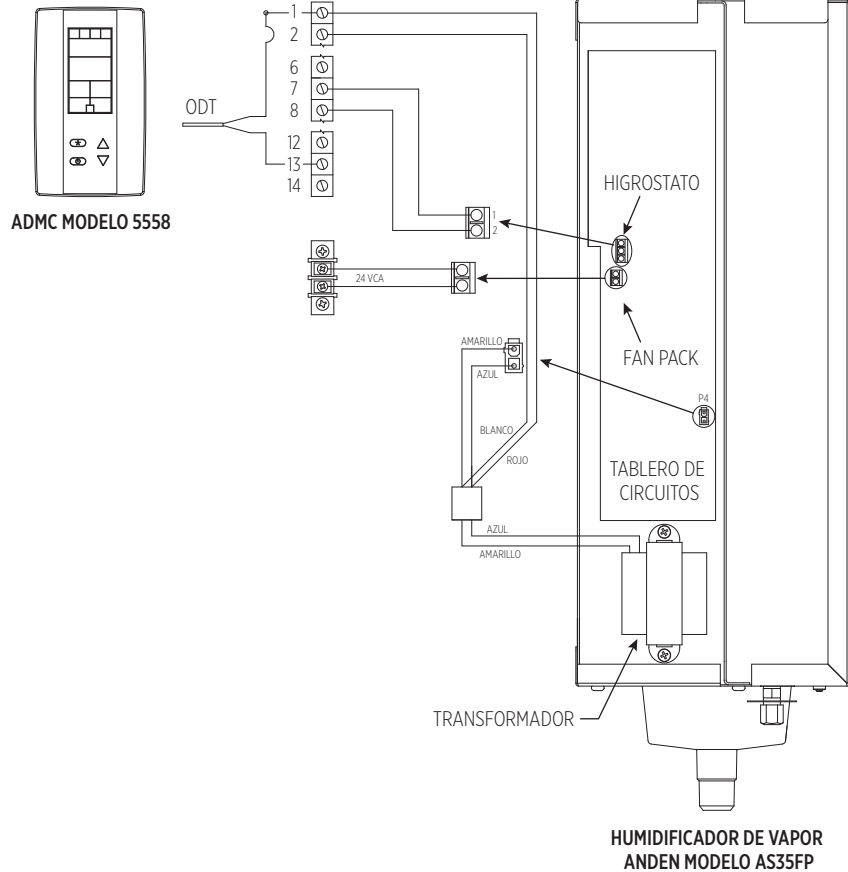 1
2
6
7
8
12
13
14
ODT
ADMC MODELO 5558
1
2
24 VCA
HIGROSTATO
FAN PACK
AMARILLO
AZUL
P4
BLANCO
ROJO
TABLERO DE
CIRCUITOS
AZUL
AMARILLO
TRANSFORMADOR
HUMIDIFICADOR DE VAPOR
ANDEN MODELO AS35FP